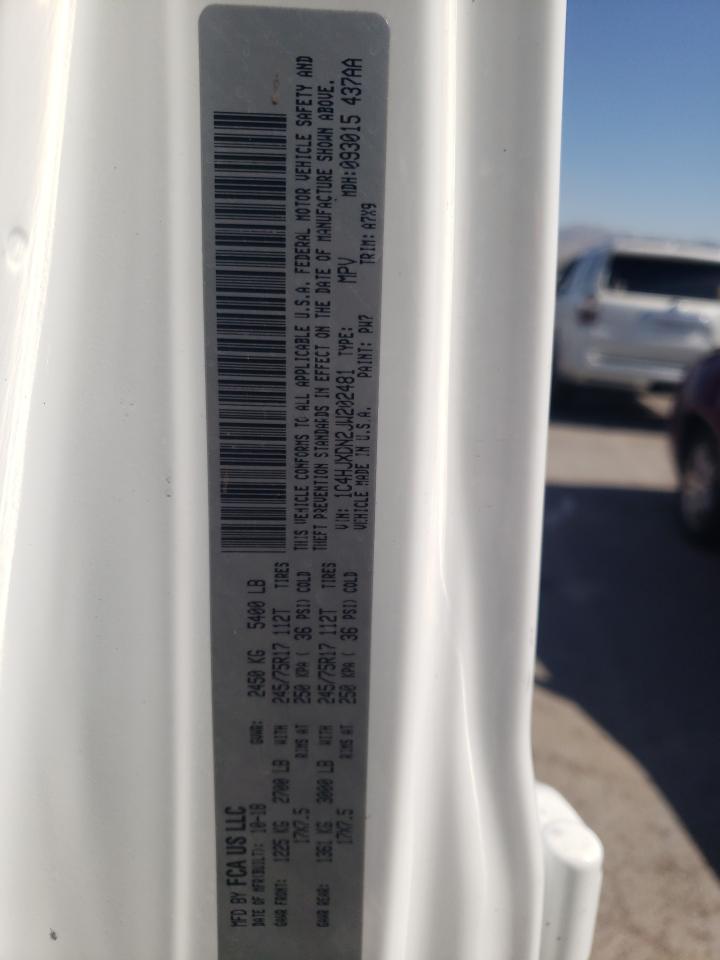 MFD BY FCA US LLC
DATE OF MFR(BUILT): 10-18 GVWR: 2450 KG 5400 LB
GAWR FRONT: 1225 KG 2700 LB WITH 245/75R17 112T TIRES
17X7.5 RIMS AT 250 KPA ( 36 PSI) COLD
GAWR REAR: 1361 KG 3000 LB WITH 245/75R17 112T TIRES
17X7.5 RIMS AT 250 KPA ( 36 PSI) COLD
THIS VEHICLE CONFORMS TO ALL APPLICABLE U.S.A. FEDERAL MOTOR VEHICLE SAFETY AND
THEFT PREVENTION STANDARDS IN EFFECT ON THE DATE OF MANUFACTURE SHOWN ABOVE.
VIN: 1C4HJXDN2JW202481 TYPE: MPV MDH: 093015 437AA
VEHICLE MADE IN U.S.A. PAINT: PW7 TRIM: A7X9